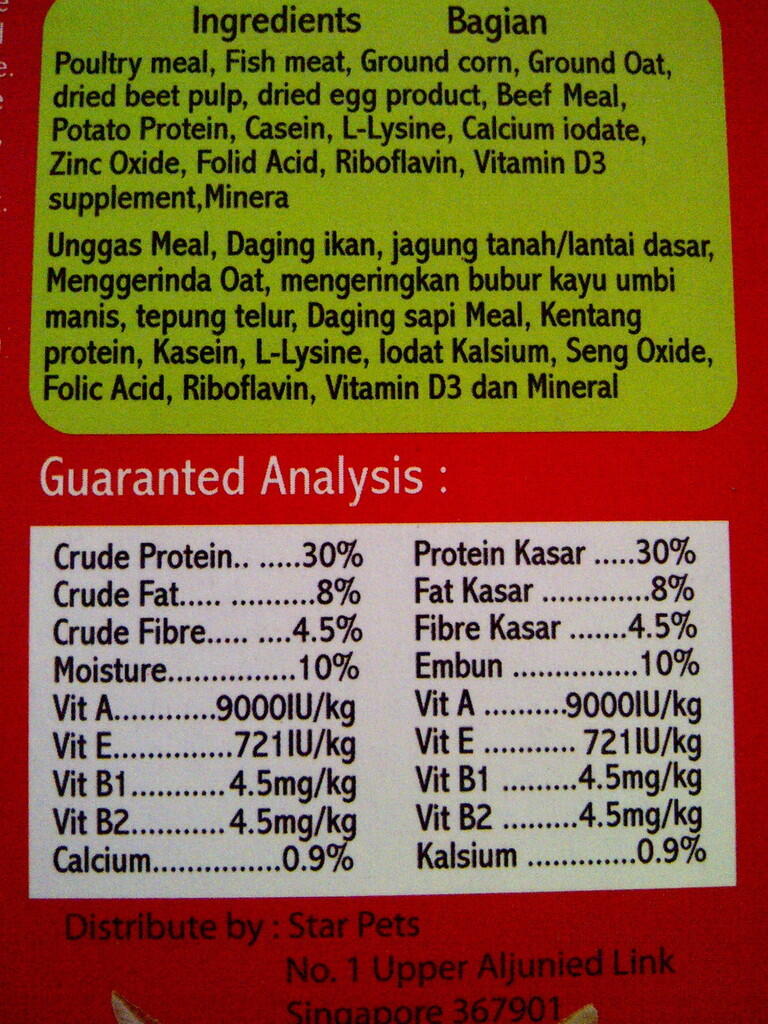 Ingredients Bagian
Poultry meal, Fish meat, Ground corn, Ground Oat,
dried beet pulp, dried egg product, Beef Meal,
Potato Protein, Casein, L-Lysine, Calcium iodate,
Zinc Oxide, Folid Acid, Riboflavin, Vitamin D3
supplement,Minera
Unggas Meal, Daging ikan, jagung tanah/lantai dasar,
Menggerinda Oat, mengeringkan bubur kayu umbi
manis, tepung telur, Daging sapi Meal, Kentang
protein, Kasein, L-Lysine, Iodat Kalsium, Seng Oxide,
Folic Acid, Riboflavin, Vitamin D3 dan Mineral
Guaranted Analysis :
Crude Protein.. .....30%
Crude Fat..... ..........8%
Crude Fibre..... ....4.5%
Moisture...............10%
Vit A............9000IU/kg
Vit E..............721IU/kg
Vit B1...........4.5mg/kg
Vit B2...........4.5mg/kg
Calcium...............0.9%
Protein Kasar .....30%
Fat Kasar .............8%
Fibre Kasar .......4.5%
Embun ...............10%
Vit A ..........9000IU/kg
Vit E ........... 721IU/kg
Vit B1 .........4.5mg/kg
Vit B2 .........4.5mg/kg
Kalsium .............0.9%
Distribute by : Star Pets
No. 1 Upper Aljunied Link
Singapore 367901